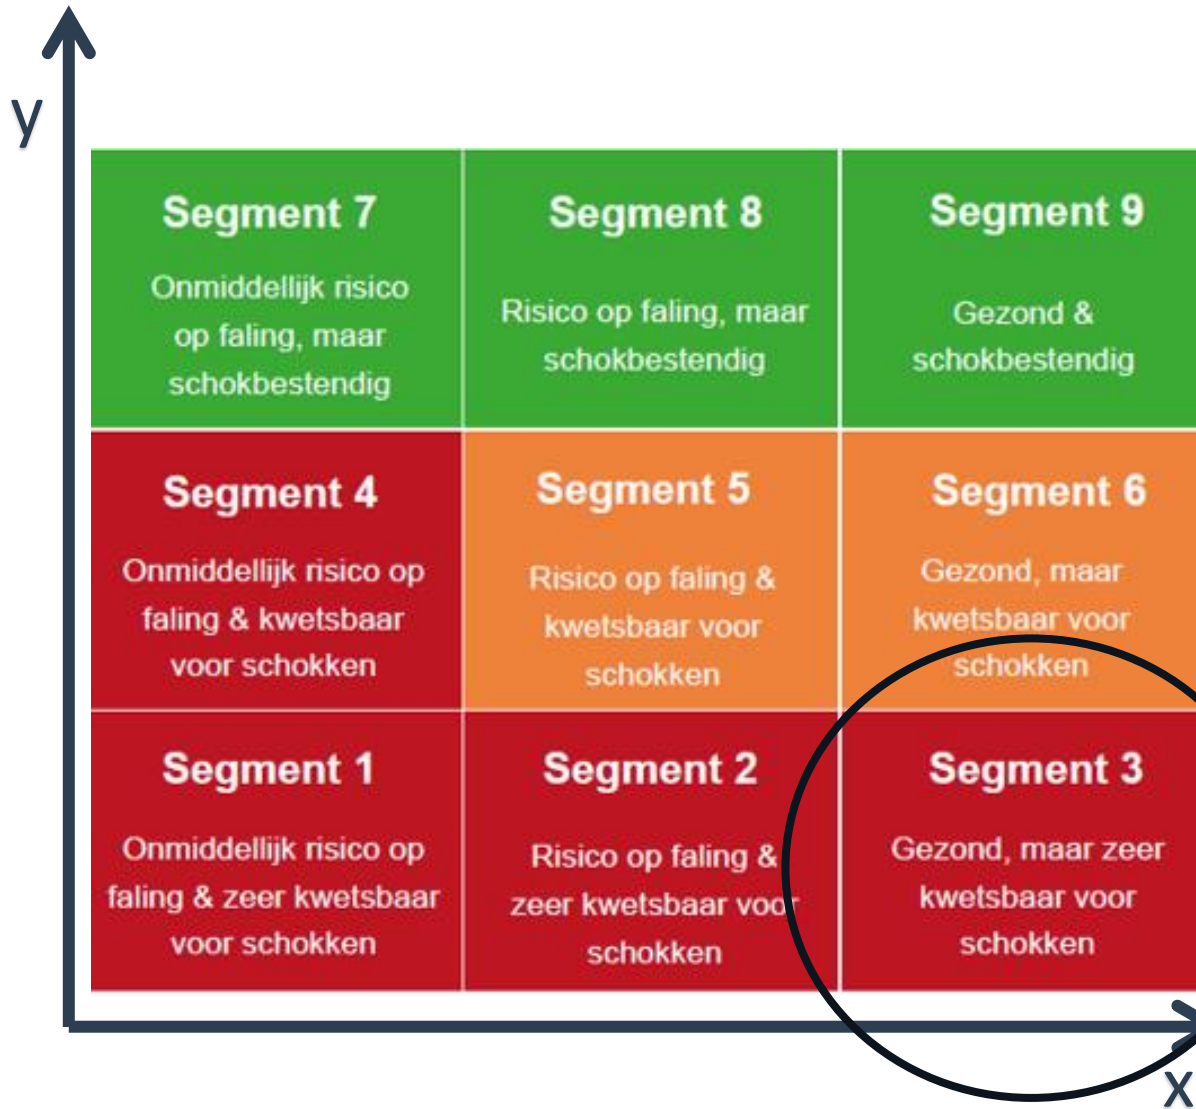 y
Segment 7
Onmiddellijk risico
op faling, maar
schokbestendig
Segment 8
Risico op faling, maar
schokbestendig
Segment 9
Gezond &
schokbestendig
Segment 4
Onmiddellijk risico op
faling & kwetsbaar
voor schokken
Segment 5
Risico op faling &
kwetsbaar voor
schokken
Segment 6
Gezond, maar
kwetsbaar voor
schokken
Segment 1
Onmiddellijk risico op
faling & zeer kwetsbaar
voor schokken
Segment 2
Risico op faling &
zeer kwetsbaar voor
schokken
Segment 3
Gezond, maar zeer
kwetsbaar voor
schokken
x